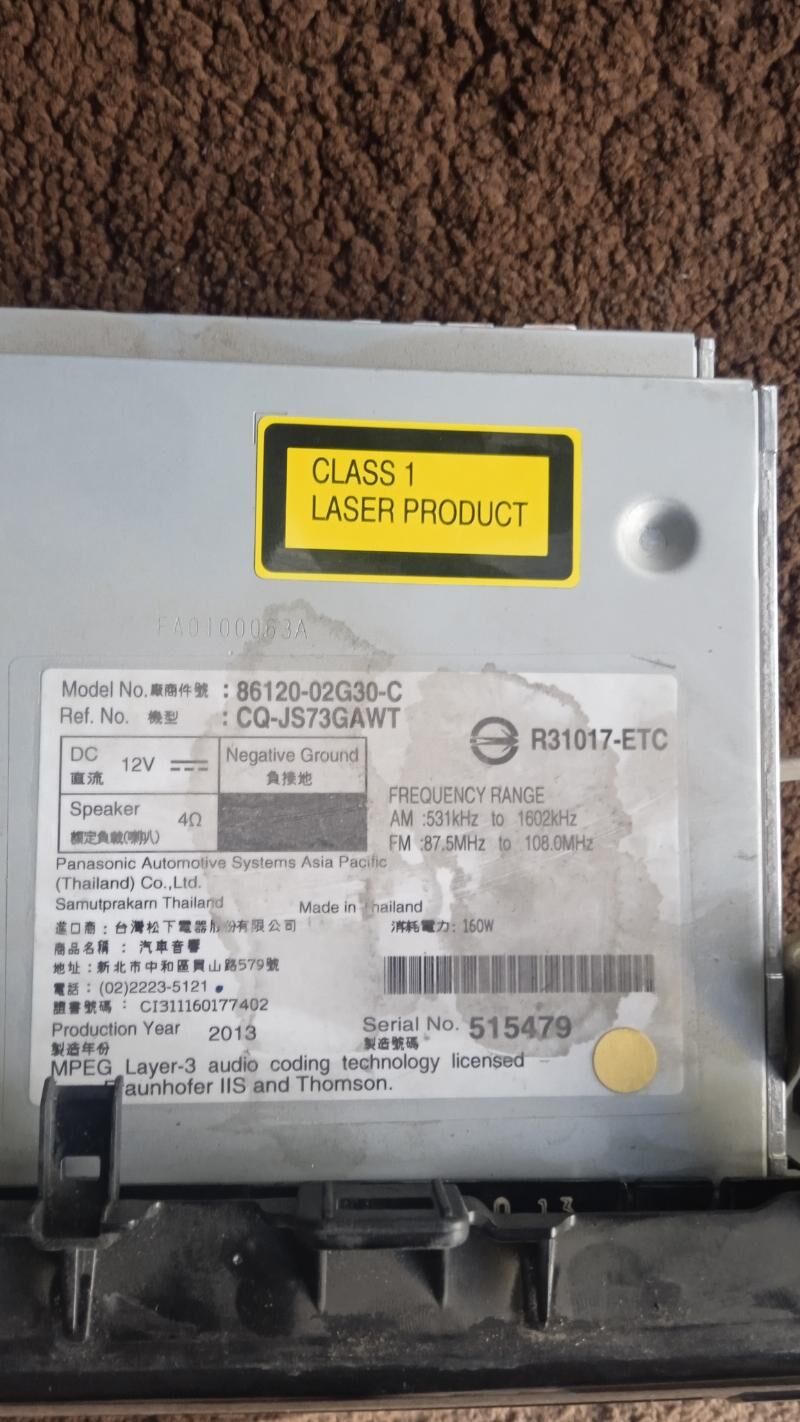 CLASS 1
LASER PRODUCT
FA0100063A
Model No. 廠商件號 : 86120-02G30-C
Ref. No. 機型 : CQ-JS73GAWT
R31017-ETC
DC 直流 12V
Negative Ground
負接地
Speaker 4Ω
額定負載(喇叭)
FREQUENCY RANGE
AM :531kHz to 1602kHz
FM :87.5MHz to 108.0MHz
Panasonic Automotive Systems Asia Pacific
(Thailand) Co.,Ltd.
Samutprakarn Thailand
Made in Thailand
進口商 : 台灣松下電器股份有限公司
消耗電力: 160W
商品名稱 : 汽車音響
地址 : 新北市中和區員山路579號
電話 : (02)2223-5121
證書號碼 : CI311160177402
Production Year 2013
製造年份
Serial No. 515479
製造號碼
MPEG Layer-3 audio coding technology licensed
Fraunhofer IIS and Thomson.
0 13